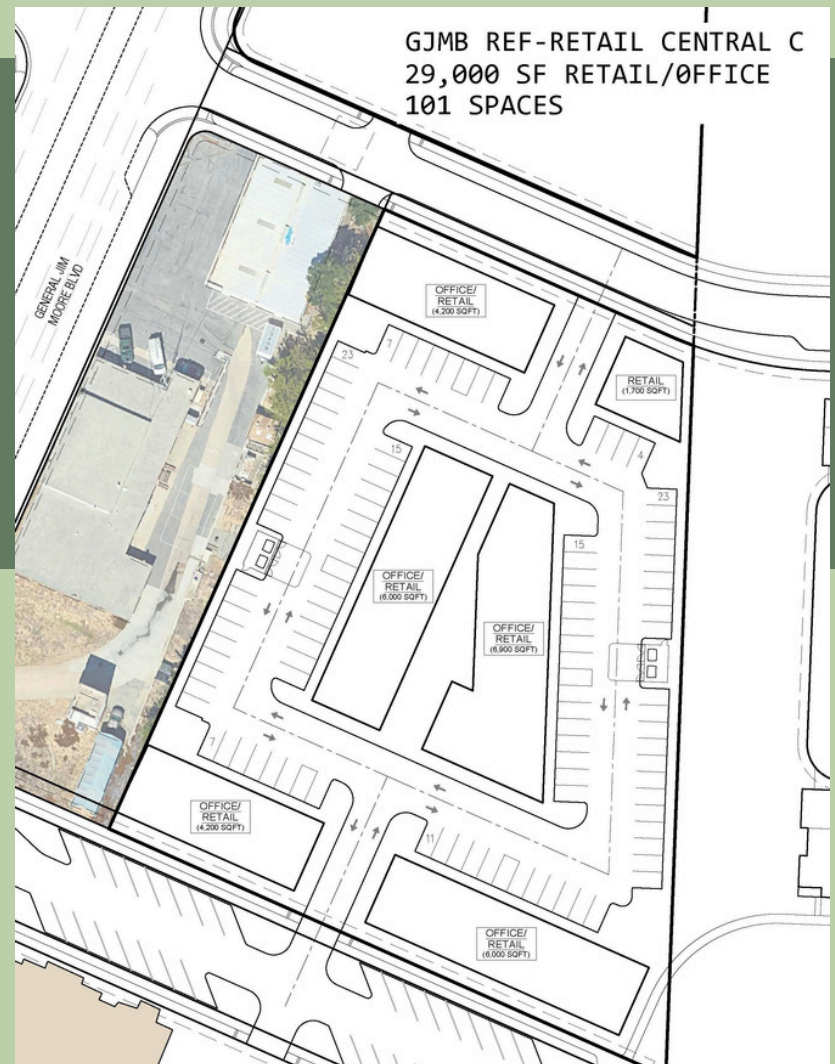 GJMB REF-RETAIL CENTRAL C
29,000 SF RETAIL/0FFICE
101 SPACES
GENERAL JIM
MOORE BLVD
OFFICE/
RETAIL
(4,200 SQFT)
7
23
RETAIL
(1,700 SQFT)
4
15
23
15
OFFICE/
RETAIL
(6,000 SQFT)
OFFICE/
RETAIL
(6,900 SQFT)
7
OFFICE/
RETAIL
(4,200 SQFT)
11
OFFICE/
RETAIL
(6,000 SQFT)